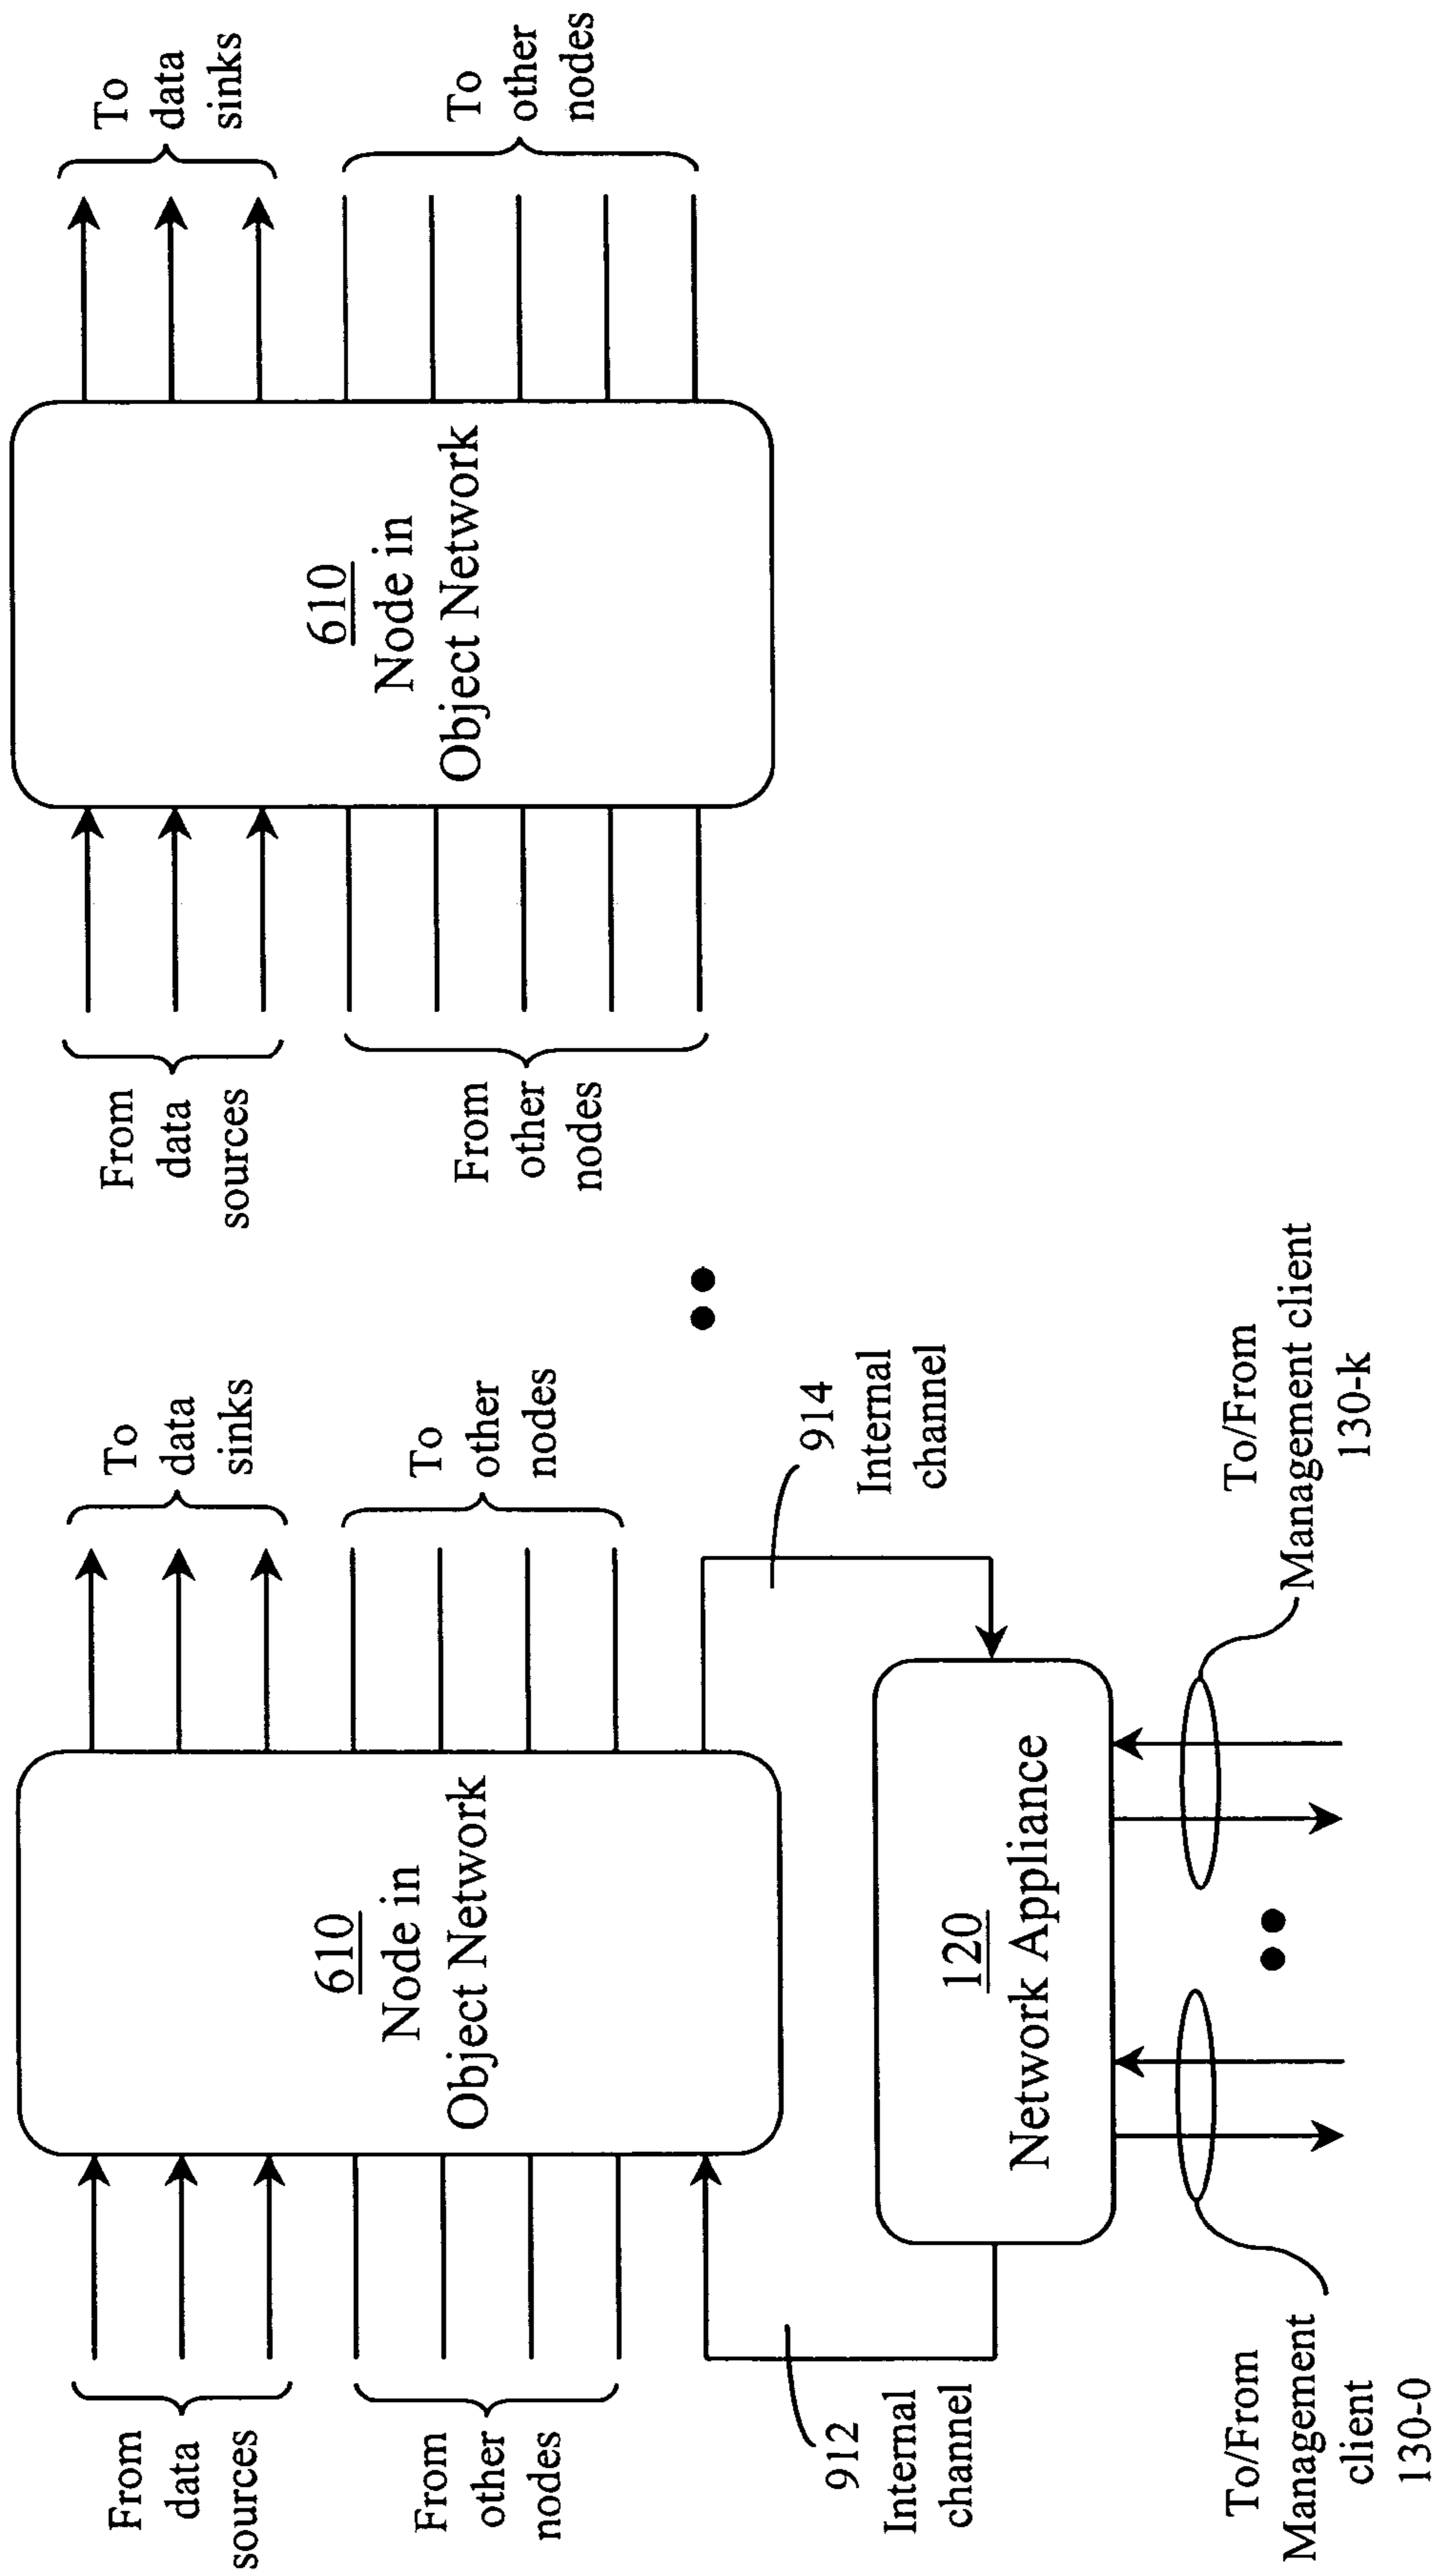 From
data
sources
From
other
nodes
610
Node in
Object Network
To
data
sinks
To
other
nodes
912
Internal
channel
914
Internal
channel
120
Network Appliance
To/From
Management
client
130-0
To/From
Management client
130-k
From
data
sources
From
other
nodes
610
Node in
Object Network
To
data
sinks
To
other
nodes